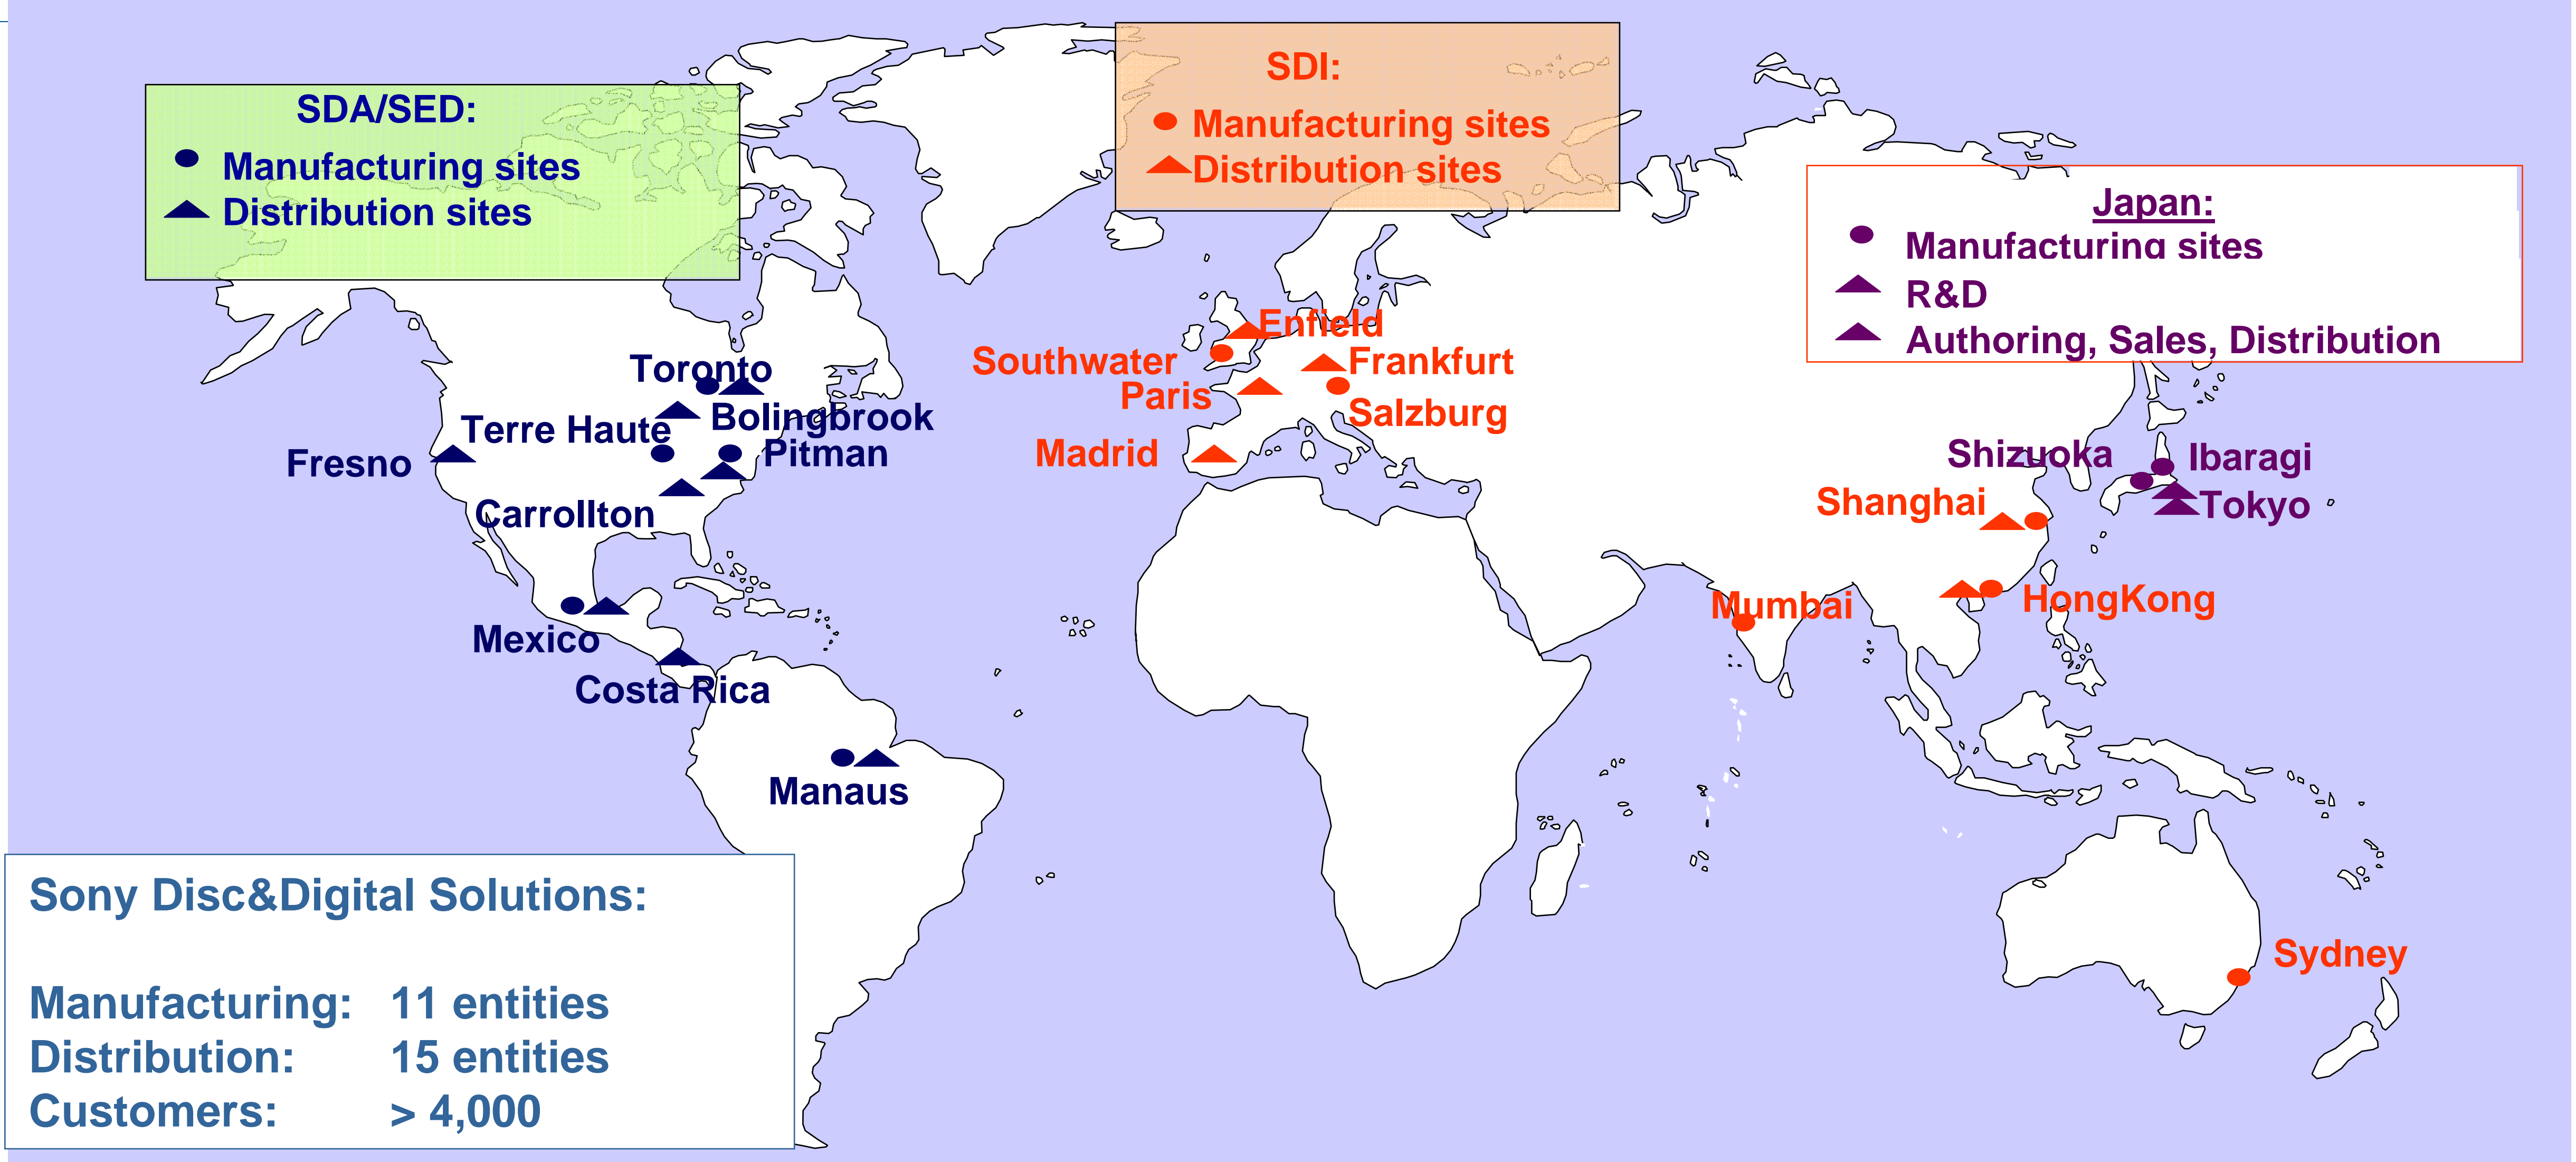 SDA/SED:
Manufacturing sites
Distribution sites
SDI:
Manufacturing sites
Distribution sites
Japan:
Manufacturing sites
R&D
Authoring, Sales, Distribution
Toronto
Bolingbrook
Terre Haute
Pitman
Fresno
Carrollton
Mexico
Costa Rica
Manaus
Enfield
Southwater
Frankfurt
Paris
Salzburg
Madrid
Shizuoka
Ibaragi
Tokyo
Shanghai
HongKong
Mumbai
Sydney
Sony Disc&Digital Solutions:
Manufacturing: 11 entities
Distribution: 15 entities
Customers: > 4,000